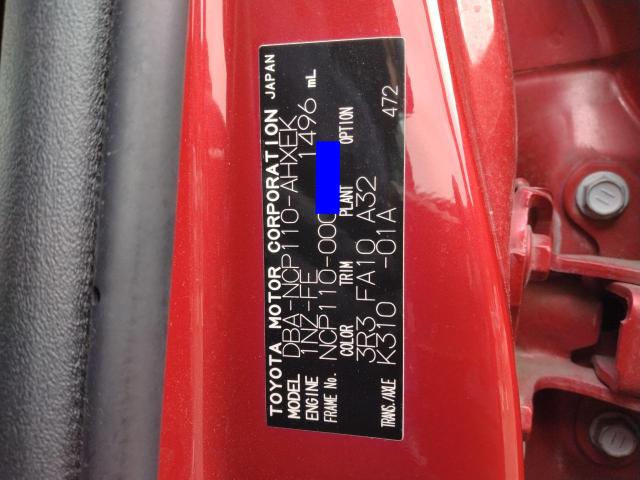 TOYOTA MOTOR CORPORATION JAPAN
MODEL DBA-NCP110-AHXEK
ENGINE 1NZ-FE 1496 mL
FRAME No. NCP110-000
COLOR TRIM PLANT OPTION
3R3 FA10 A32 472
TRANS./AXLE K310 -01A